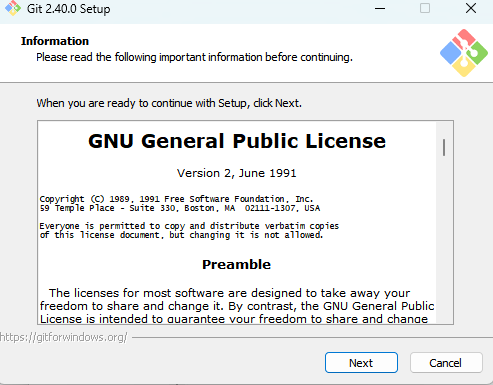 Git 2.40.0 Setup
Information
Please read the following important information before continuing.
When you are ready to continue with Setup, click Next.
GNU General Public License
Version 2, June 1991
Copyright (C) 1989, 1991 Free Software Foundation, Inc.
59 Temple Place - Suite 330, Boston, MA  02111-1307, USA
Everyone is permitted to copy and distribute verbatim copies
of this license document, but changing it is not allowed.
Preamble
The licenses for most software are designed to take away your
freedom to share and change it. By contrast, the GNU General Public
License is intended to guarantee your freedom to share and change
https://gitforwindows.org/
Next
Cancel